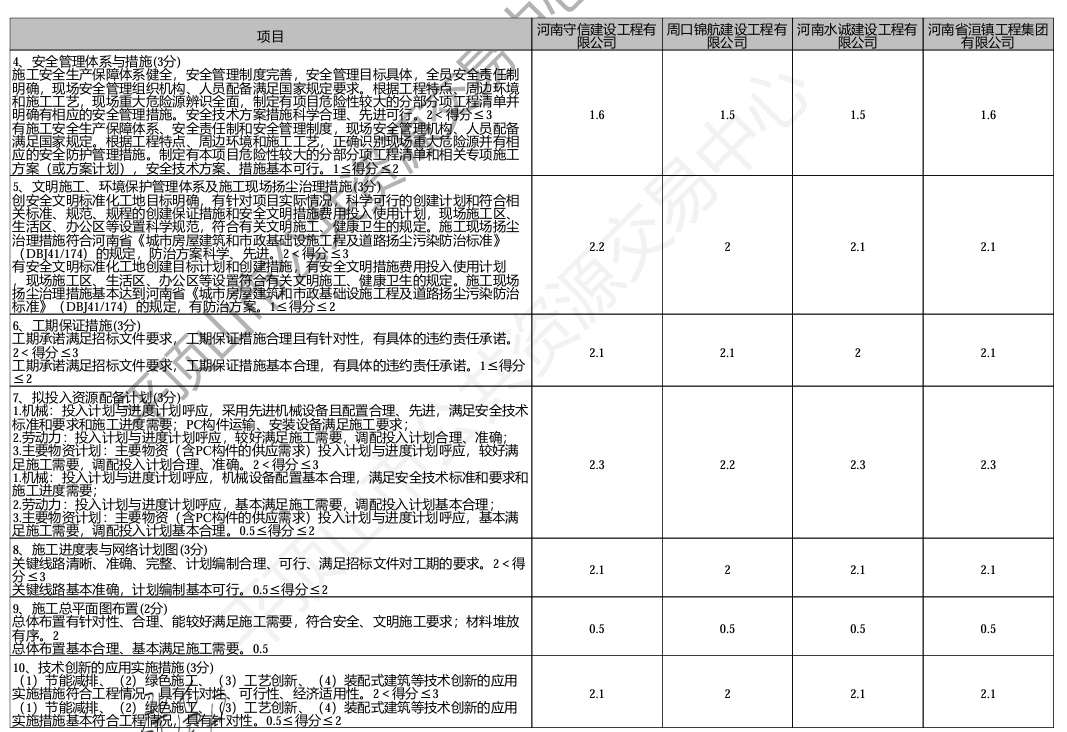 项目
河南守信建设工程有
限公司
周口锦航建设工程有
限公司
河南水诚建设工程有
限公司
河南省洹镇工程集团
有限公司
4、安全管理体系与措施(3分)
施工安全生产保障体系健全，安全管理制度完善，安全管理目标具体，全员安全责任制
明确，现场安全管理组织机构、人员配备满足国家规定要求。根据工程特点、周边环境
和施工工艺，现场重大危险源辨识全面，制定有项目危险性较大的分部分项工程清单并
明确有相应的安全管理措施。安全技术方案措施科学合理、先进可行。2＜得分≤3
有施工安全生产保障体系、安全责任制和安全管理制度，现场安全管理机构、人员配备
满足国家规定。根据工程特点、周边环境和施工工艺，正确识别现场重大危险源并有相
应的安全防护管理措施。制定有本项目危险性较大的分部分项工程清单和相关专项施工
方案（或方案计划），安全技术方案、措施基本可行。1≤得分≤2
1.6
1.5
1.5
1.6
5、文明施工、环境保护管理体系及施工现场扬尘治理措施(3分)
创安全文明标准化工地目标明确，有针对项目实际情况、科学可行的创建计划和符合相
关标准、规范、规程的创建保证措施和安全文明措施费用投入使用计划，现场施工区、
生活区、办公区等设置科学规范，符合有关文明施工、健康卫生的规定。施工现场扬尘
治理措施符合河南省《城市房屋建筑和市政基础设施工程及道路扬尘污染防治标准》
（DBJ41/174）的规定，防治方案科学、先进。2＜得分≤3
有安全文明标准化工地创建目标计划和创建措施，有安全文明措施费用投入使用计划
，现场施工区、生活区、办公区等设置符合有关文明施工、健康卫生的规定。施工现场
扬尘治理措施基本达到河南省《城市房屋建筑和市政基础设施工程及道路扬尘污染防治
标准》（DBJ41/174）的规定，有防治方案。1≤得分≤2
2.2
2
2.1
2.1
6、工期保证措施(3分)
工期承诺满足招标文件要求，工期保证措施合理且有针对性，有具体的违约责任承诺。
2＜得分≤3
工期承诺满足招标文件要求，工期保证措施基本合理，有具体的违约责任承诺。1≤得分
≤2
2.1
2.1
2
2.1
7、拟投入资源配备计划(3分)
1.机械：投入计划与进度计划呼应，采用先进机械设备且配置合理、先进，满足安全技术
标准和要求和施工进度需要；PC构件运输、安装设备满足施工要求；
2.劳动力：投入计划与进度计划呼应，较好满足施工需要，调配投入计划合理、准确；
3.主要物资计划：主要物资（含PC构件的供应需求）投入计划与进度计划呼应，较好满
足施工需要，调配投入计划合理、准确。2＜得分≤3
1.机械：投入计划与进度计划呼应，机械设备配置基本合理，满足安全技术标准和要求和
施工进度需要；
2.劳动力：投入计划与进度计划呼应，基本满足施工需要，调配投入计划基本合理；
3.主要物资计划：主要物资（含PC构件的供应需求）投入计划与进度计划呼应，基本满
足施工需要，调配投入计划基本合理。0.5≤得分≤2
2.3
2.2
2.3
2.3
8、施工进度表与网络计划图(3分)
关键线路清晰、准确、完整、计划编制合理、可行、满足招标文件对工期的要求。2＜得
分≤3
关键线路基本准确，计划编制基本可行。0.5≤得分≤2
2.1
2
2.1
2.1
9、施工总平面图布置(2分)
总体布置有针对性、合理、能较好满足施工需要，符合安全、文明施工要求；材料堆放
有序。2
总体布置基本合理、基本满足施工需要。0.5
0.5
0.5
0.5
0.5
10、技术创新的应用实施措施(3分)
（1）节能减排、（2）绿色施工、（3）工艺创新、（4）装配式建筑等技术创新的应用
实施措施符合工程情况，具有针对性、可行性、经济适用性。2＜得分≤3
（1）节能减排、（2）绿色施工、（3）工艺创新、（4）装配式建筑等技术创新的应用
实施措施基本符合工程情况，具有针对性。0.5≤得分≤2
2.1
2
2.1
2.1
平顶山市公共资源交易中心